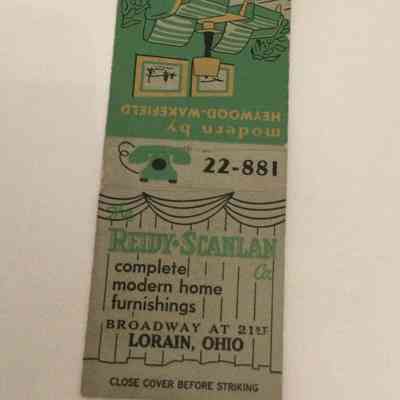 modern by
HEYWOOD-WAKEFIELD
22-881
The
REIDY·SCANLAN
Co.
complete
modern home
furnishings
BROADWAY AT 21ST
LORAIN, OHIO
CLOSE COVER BEFORE STRIKING